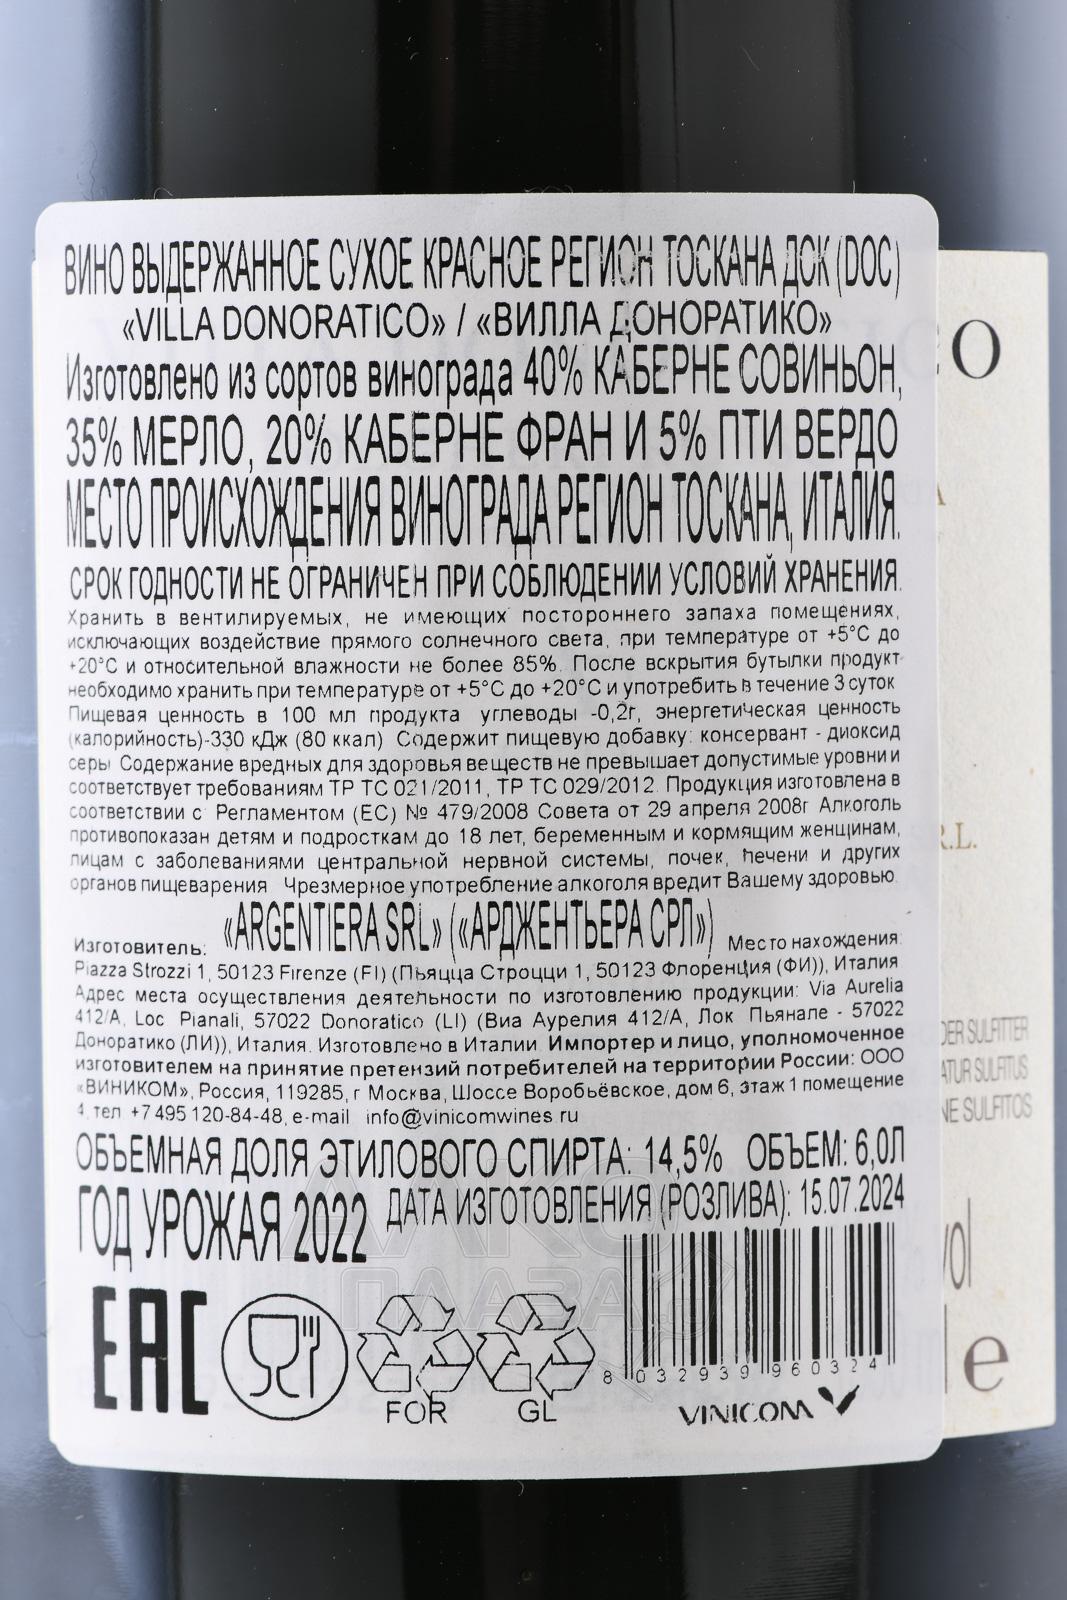 ВИНО ВЫДЕРЖАННОЕ СУХОЕ КРАСНОЕ РЕГИОН ТОСКАНА ДОК (DOC)
«VILLA DONORATICO» / «ВИЛЛА ДОНОРАТИКО»
Изготовлено из сортов винограда 40% КАБЕРНЕ СОВИНЬОН,
35% МЕРЛО, 20% КАБЕРНЕ ФРАН И 5% ПТИ ВЕРДО
МЕСТО ПРОИСХОЖДЕНИЯ ВИНОГРАДА РЕГИОН ТОСКАНА, ИТАЛИЯ.
СРОК ГОДНОСТИ НЕ ОГРАНИЧЕН ПРИ СОБЛЮДЕНИИ УСЛОВИЙ ХРАНЕНИЯ.
Хранить в вентилируемых, не имеющих постороннего запаха помещениях,
исключающих воздействие прямого солнечного света, при температуре от +5°С до
+20°С и относительной влажности не более 85%. После вскрытия бутылки продукт
необходимо хранить при температуре от +5°С до +20°С и употребить в течение 3 суток
Пищевая ценность в 100 мл продукта углеводы -0,2г, энергетическая ценность
(калорийность)-330 кДж (80 ккал) Содержит пищевую добавку: консервант - диоксид
серы Содержание вредных для здоровья веществ не превышает допустимые уровни и
соответствует требованиям ТР ТС 021/2011, ТР ТС 029/2012. Продукция изготовлена в
соответствии с Регламентом (ЕС) № 479/2008 Совета от 29 апреля 2008г Алкоголь
противопоказан детям и подросткам до 18 лет, беременным и кормящим женщинам,
лицам с заболеваниями центральной нервной системы, почек, печени и других
органов пищеварения Чрезмерное употребление алкоголя вредит Вашему здоровью.
Изготовитель: «ARGENTIERA SRL» («АРДЖЕНТЬЕРА СРЛ») Место нахождения:
Piazza Strozzi 1, 50123 Firenze (FI) (Пьяцца Строцци 1, 50123 Флоренция (ФИ)), Италия
Адрес места осуществления деятельности по изготовлению продукции: Via Aurelia
412/A, Loc Pianali, 57022 Donoratico (LI) (Виа Аурелия 412/А, Лок Пьянале - 57022
Доноратико (ЛИ)), Италия. Изготовлено в Италии Импортер и лицо, уполномоченное
изготовителем на принятие претензий потребителей на территории России: ООО
«ВИНИКОМ», Россия, 119285, г Москва, Шоссе Воробьёвское, дом 6, этаж 1 помещение
4, тел +7 495 120-84-48, e-mail info@vinicomwines.ru
ОБЪЕМНАЯ ДОЛЯ ЭТИЛОВОГО СПИРТА: 14,5% ОБЪЕМ: 6,0Л
ГОД УРОЖАЯ 2022 ДАТА ИЗГОТОВЛЕНИЯ (РОЗЛИВА): 15.07.2024
АЛКО
ПЛАЗА
EAC
FOR GL
8 032939 960324
VINICOM
CO
A
R.L.
DER SULFITTER
ATUR SULFITUS
NE SULFITOS
vol
e